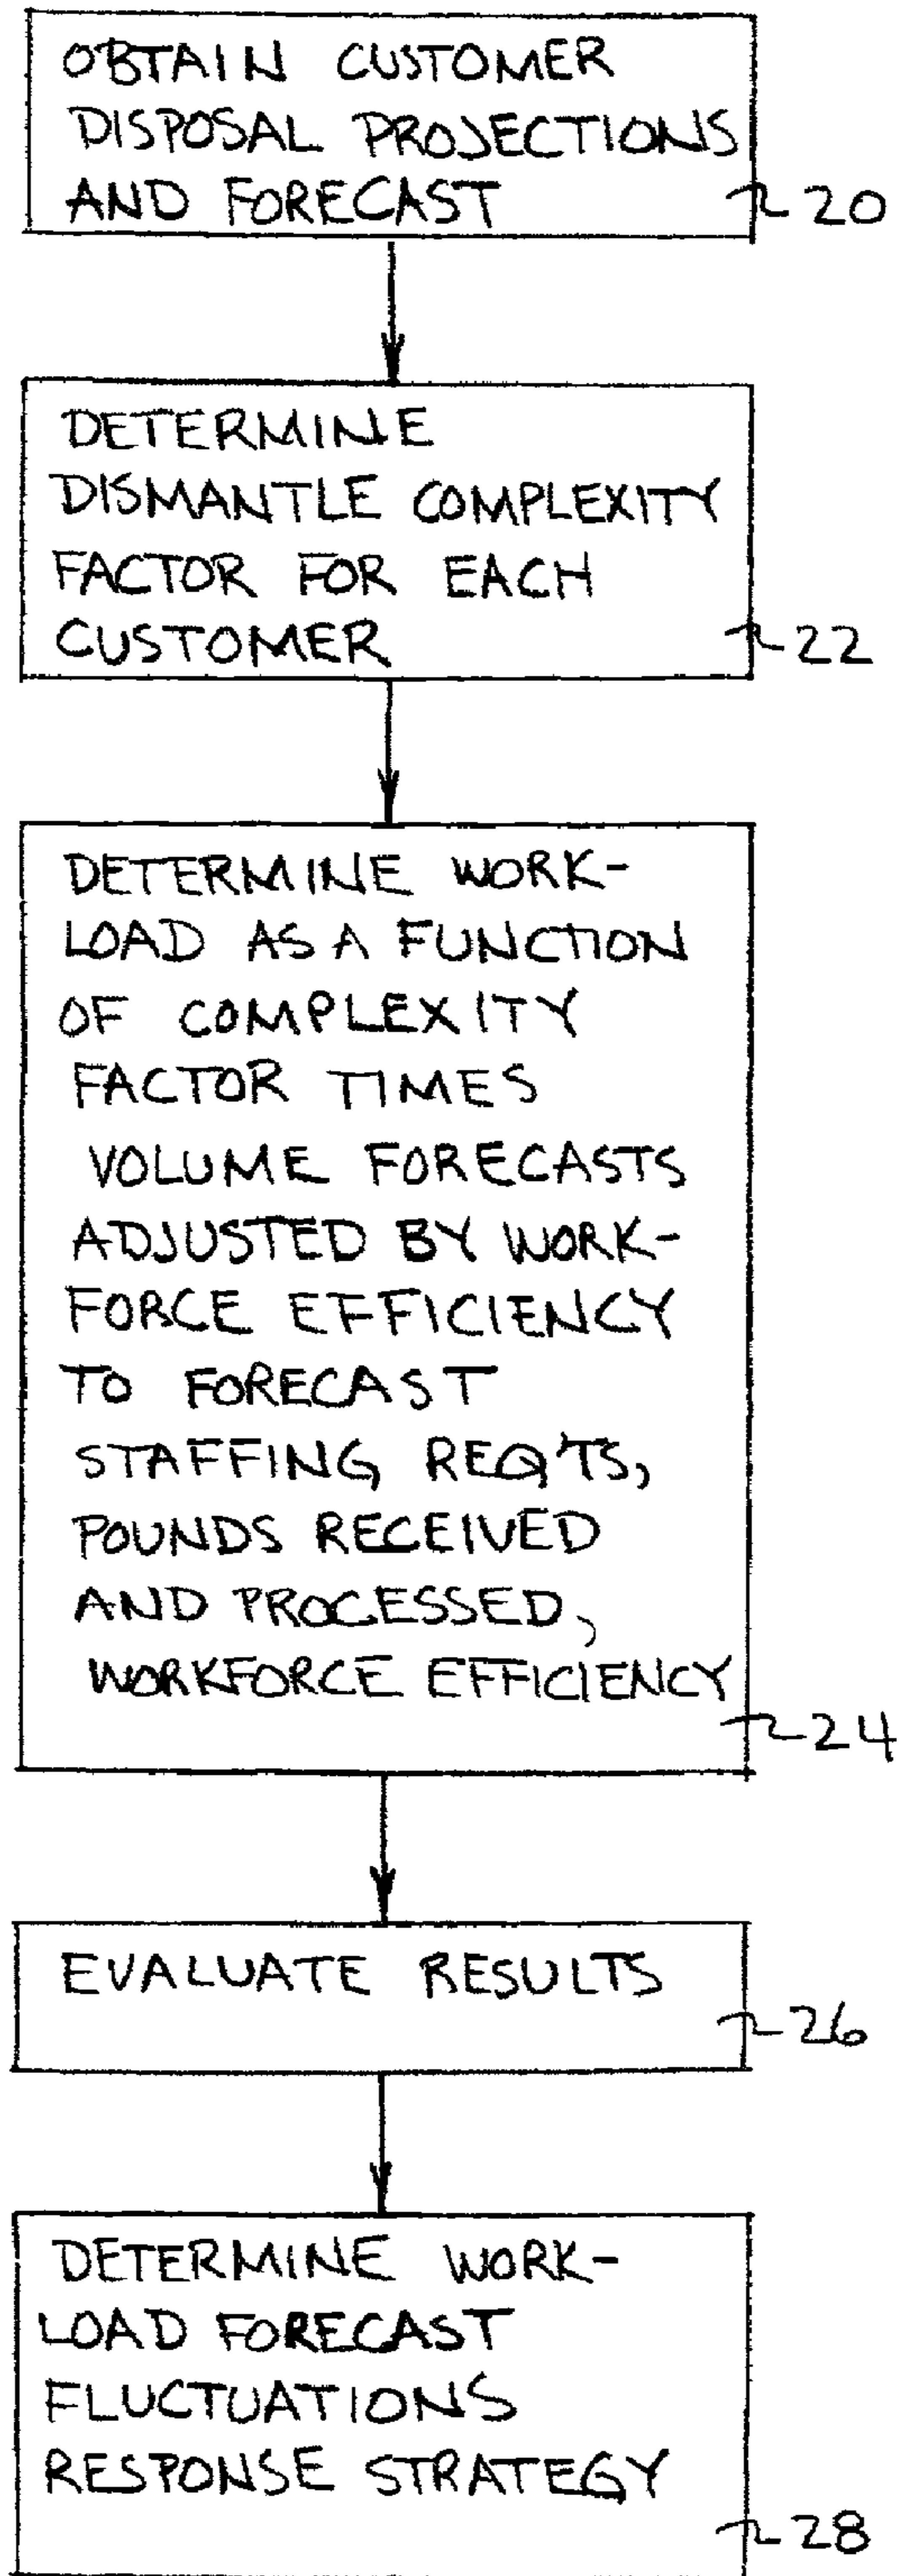 OBTAIN CUSTOMER
DISPOSAL PROJECTIONS
AND FORECAST
20
DETERMINE
DISMANTLE COMPLEXITY
FACTOR FOR EACH
CUSTOMER
22
DETERMINE WORK-
LOAD AS A FUNCTION
OF COMPLEXITY
FACTOR TIMES
VOLUME FORECASTS
ADJUSTED BY WORK-
FORCE EFFICIENCY
TO FORECAST
STAFFING REQ'TS,
POUNDS RECEIVED
AND PROCESSED,
WORKFORCE EFFICIENCY
24
EVALUATE RESULTS
26
DETERMINE WORK-
LOAD FORECAST
FLUCTUATIONS
RESPONSE STRATEGY
28